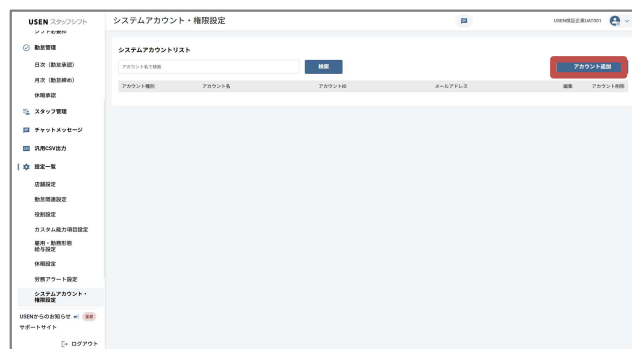 USEN スタッフシフト
システムアカウント・権限設定
USEN検証企業UAT001
シフト必要枠
勤怠管理
日次（勤怠承認）
月次（勤怠締め）
休暇承認
スタッフ管理
チャットメッセージ
汎用CSV出力
設定一覧
店舗設定
勤怠関連設定
役割設定
カスタム能力項目設定
雇用・勤務形態
給与設定
休暇設定
労務アラート設定
システムアカウント・
権限設定
USENからのお知らせ 重要
サポートサイト
ログアウト
システムアカウントリスト
アカウント名で検索
検索
アカウント追加
アカウント種別 アカウント名 アカウントID メールアドレス 編集 アカウント削除